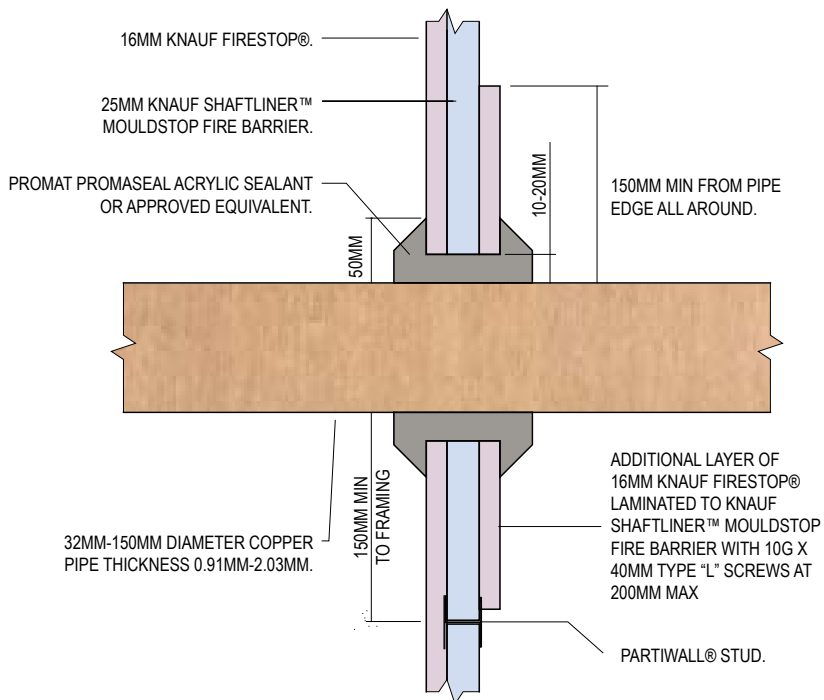 16MM KNAUF FIRESTOP®.
25MM KNAUF SHAFTLINER™
MOULDSTOP FIRE BARRIER.
PROMAT PROMASEAL ACRYLIC SEALANT
OR APPROVED EQUIVALENT.
50MM
10-20MM
150MM MIN FROM PIPE
EDGE ALL AROUND.
32MM-150MM DIAMETER COPPER
PIPE THICKNESS 0.91MM-2.03MM.
150MM MIN
TO FRAMING
ADDITIONAL LAYER OF
16MM KNAUF FIRESTOP®
LAMINATED TO KNAUF
SHAFTLINER™ MOULDSTOP
FIRE BARRIER WITH 10G X
40MM TYPE “L” SCREWS AT
200MM MAX
PARTIWALL® STUD.